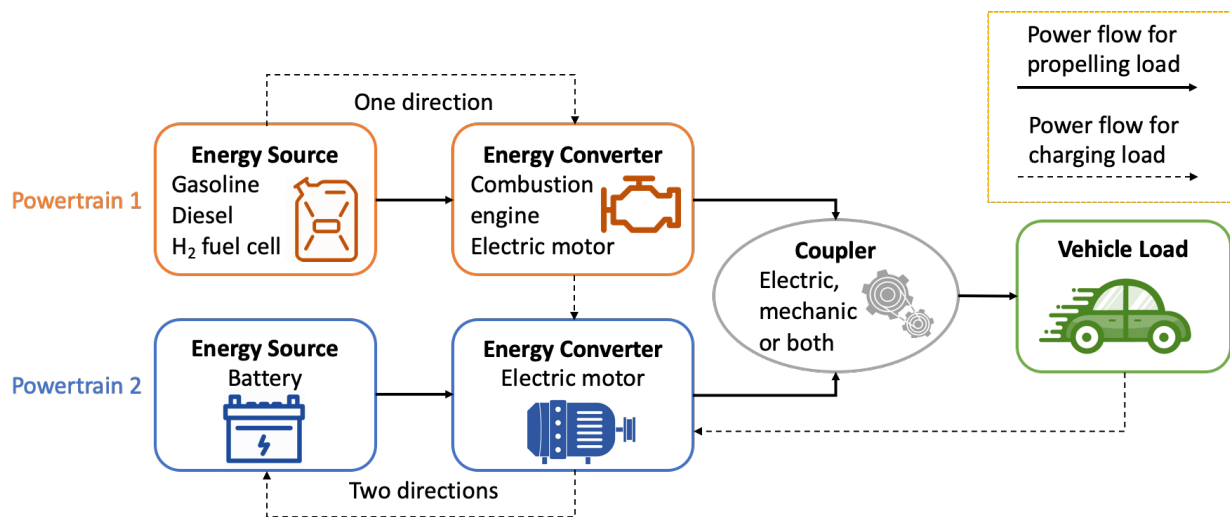 Power flow for
propelling load
Power flow for
charging load
One direction
Powertrain 1
Energy Source
Gasoline
Diesel
H₂ fuel cell
Energy Converter
Combustion
engine
Electric motor
Coupler
Electric,
mechanic
or both
Vehicle Load
Powertrain 2
Energy Source
Battery
Energy Converter
Electric motor
Two directions